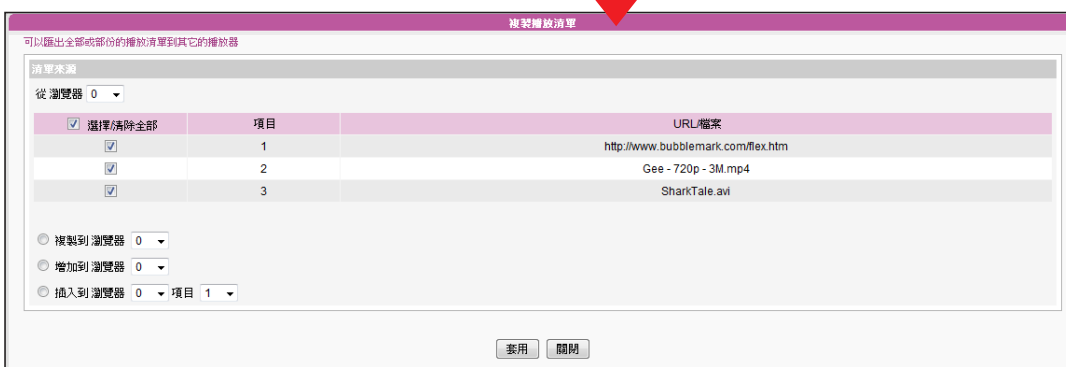 複製播放清單
可以匯出全部或部份的播放清單到其它的播放器
清單來源
從 瀏覽器 0
選擇/清除全部 項目 URL/檔案
1 http://www.bubblemark.com/flex.htm
2 Gee - 720p - 3M.mp4
3 SharkTale.avi
複製到 瀏覽器 0
增加到 瀏覽器 0
插入到 瀏覽器 0 項目 1
套用 關閉